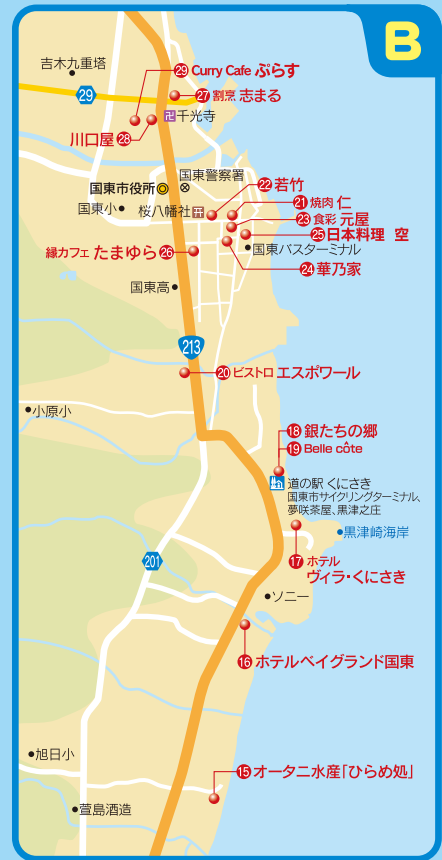 B
吉木九重塔
29
29 Curry Cafe ぷらす
27 割烹 志まる
卍千光寺
川口屋 28
国東警察署
国東市役所
22 若竹
国東小
桜八幡社
21 焼肉 仁
23 食彩 元屋
25 日本料理 空
国東バスターミナル
縁カフェ たまゆら 26
24 華乃家
国東高
213
20 ビストロ エスポワール
小原小
18 銀たちの郷
19 Belle côte
道の駅 くにさき
国東市サイクリングターミナル、
夢咲茶屋、黒津之庄
黒津崎海岸
17 ホテル
ヴィラ・くにさき
201
ソニー
16 ホテルベイグランド国東
旭日小
15 オータニ水産「ひらめ処」
萱島酒造